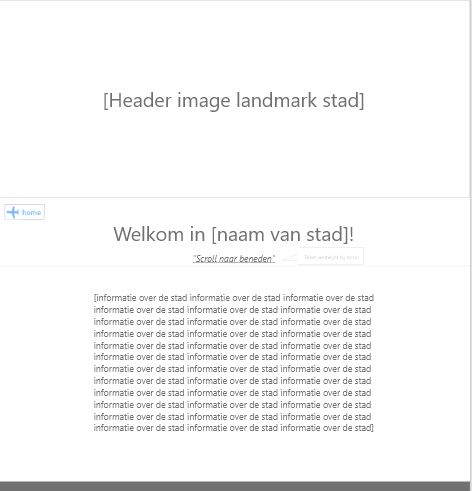 [Header image landmark stad]
home
Welkom in [naam van stad]!
"Scroll naar beneden"
[informatie over de stad informatie over de stad informatie over de stad
informatie over de stad informatie over de stad informatie over de stad
informatie over de stad informatie over de stad informatie over de stad
informatie over de stad informatie over de stad informatie over de stad
informatie over de stad informatie over de stad informatie over de stad
informatie over de stad informatie over de stad informatie over de stad
informatie over de stad informatie over de stad informatie over de stad
informatie over de stad informatie over de stad informatie over de stad
informatie over de stad informatie over de stad informatie over de stad
informatie over de stad informatie over de stad informatie over de stad
informatie over de stad informatie over de stad informatie over de stad
informatie over de stad informatie over de stad informatie over de stad]